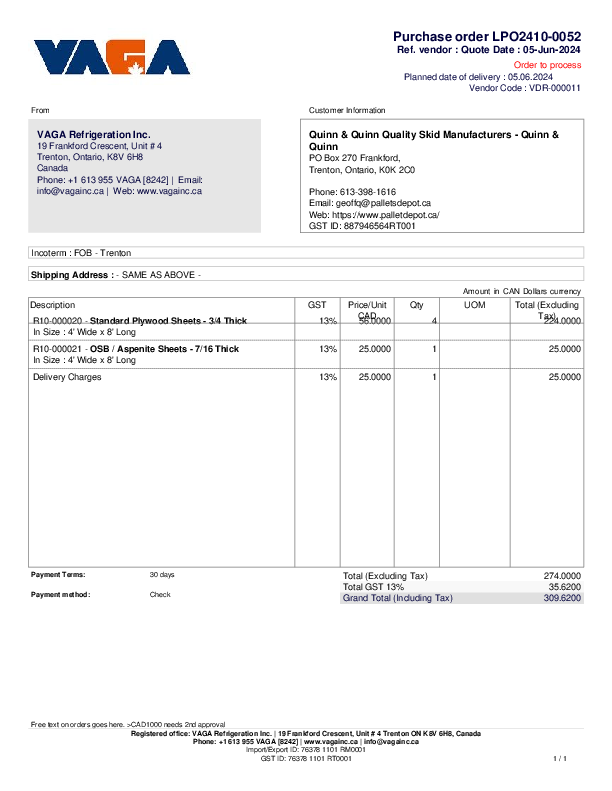 VAGA
Purchase order LPO2410-0052
Ref. vendor : Quote Date : 05-Jun-2024
Order to process
Planned date of delivery : 05.06.2024
Vendor Code : VDR-000011
From
Customer Information
VAGA Refrigeration Inc.
19 Frankford Crescent, Unit # 4
Trenton, Ontario, K8V 6H8
Canada
Phone: +1 613 955 VAGA [8242] | Email:
info@vagainc.ca | Web: www.vagainc.ca
Quinn & Quinn Quality Skid Manufacturers - Quinn &
Quinn
PO Box 270 Frankford,
Trenton, Ontario, K0K 2C0
Phone: 613-398-1616
Email: geoffq@palletsdepot.ca
Web: https://www.palletsdepot.ca/
GST ID: 887946564RT001
Incoterm : FOB - Trenton
Shipping Address : - SAME AS ABOVE -
Amount in CAN Dollars currency
Description GST Price/Unit CAD Qty UOM Total (Excluding Tax)
R10-000020 - Standard Plywood Sheets - 3/4 Thick 13% 56.0000 4 224.0000
In Size : 4' Wide x 8' Long
R10-000021 - OSB / Aspenite Sheets - 7/16 Thick 13% 25.0000 1 25.0000
In Size : 4' Wide x 8' Long
Delivery Charges 13% 25.0000 1 25.0000
Payment Terms: 30 days
Payment method: Check
Total (Excluding Tax) 274.0000
Total GST 13% 35.6200
Grand Total (Including Tax) 309.6200
Free text on orders goes here. >CAD1000 needs 2nd approval
Registered office: VAGA Refrigeration Inc. | 19 Frankford Crescent, Unit # 4 Trenton ON K8V 6H8, Canada
Phone: +1 613 955 VAGA [8242] | www.vagainc.ca | info@vagainc.ca
Import/Export ID: 76378 1101 RM0001
GST ID: 76378 1101 RT0001
1 / 1